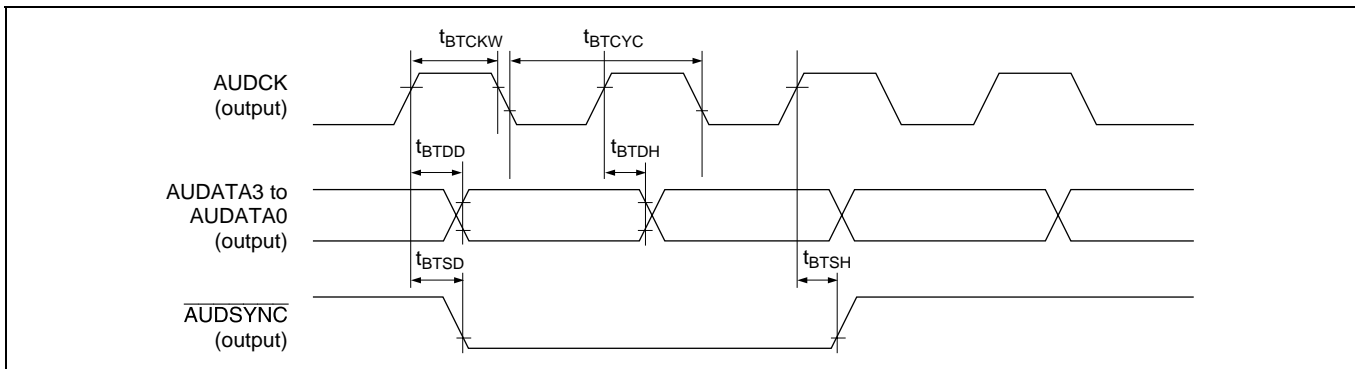 tBTCKW
tBTCYC
AUDCK
(output)
tBTDD
tBTDH
AUDATA3 to
AUDATA0
(output)
tBTSD
tBTSH
AUDSYNC
(output)